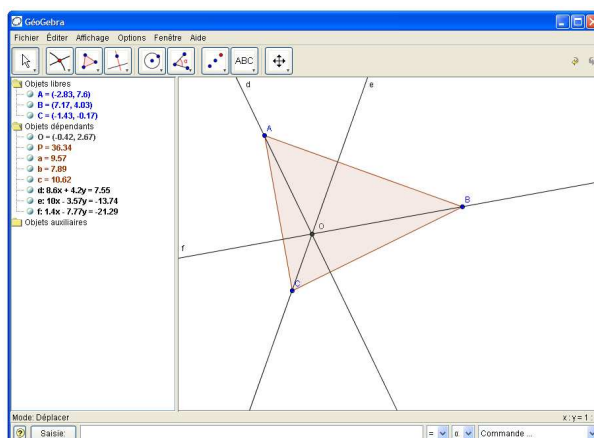 GéoGebra
Fichier Éditer Affichage Options Fenêtre Aide
ABC
Objets libres
A = (-2.83, 7.6)
B = (7.17, 4.03)
C = (-1.43, -0.17)
Objets dépendants
O = (-0.42, 2.67)
P = 36.34
a = 9.57
b = 7.89
c = 10.62
d: 8.6x + 4.2y = 7.55
e: 10x - 3.57y = -13.74
f: 1.4x - 7.77y = -21.29
Objets auxiliaires
d
e
A
B
O
f
C
Mode: Déplacer
x : y = 1 :
Saisie:
=
α
Commande ...